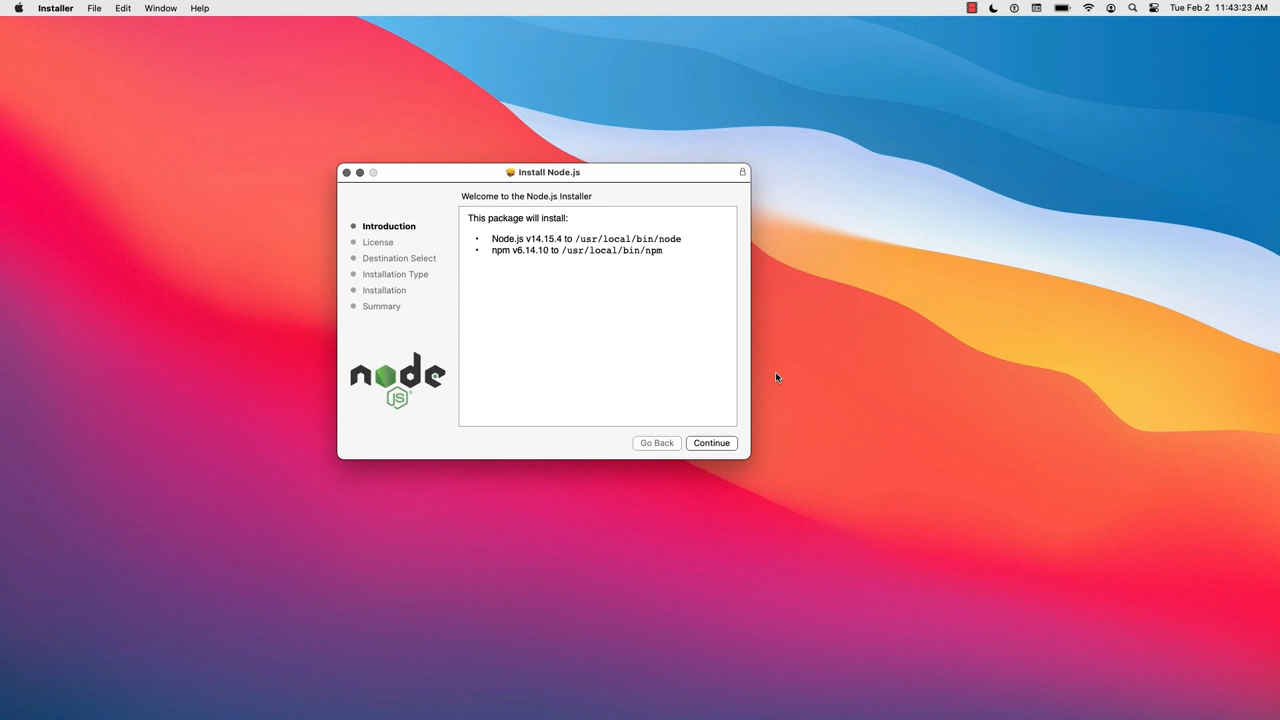 Installer File Edit Window Help Tue Feb 2 11:43:23 AM
Install Node.js
Welcome to the Node.js Installer
Introduction
License
Destination Select
Installation Type
Installation
Summary
This package will install:
• Node.js v14.15.4 to /usr/local/bin/node
• npm v6.14.10 to /usr/local/bin/npm
node
JS
Go Back Continue